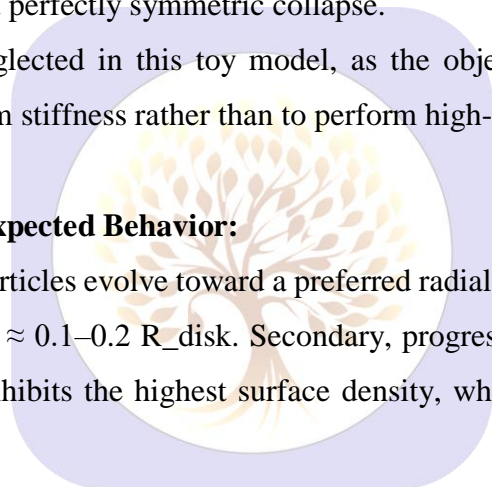 perfectly symmetric collapse.
glected in this toy model, as the obje
n stiffness rather than to perform high-
xpected Behavior:
rticles evolve toward a preferred radial
≈ 0.1–0.2 R_disk. Secondary, progres
hibits the highest surface density, wh